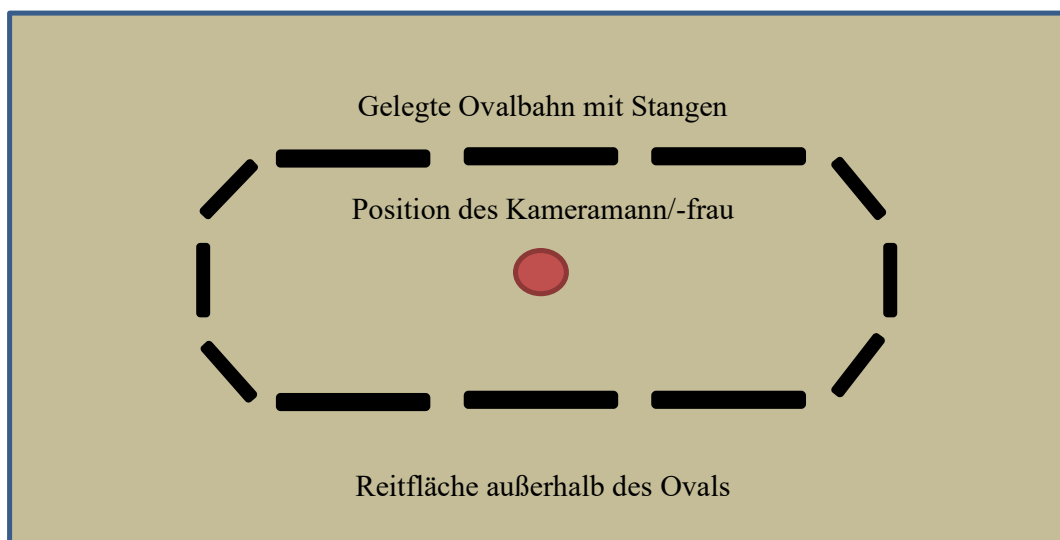 Gelegte Ovalbahn mit Stangen
Position des Kameramann/-frau
Reitfläche außerhalb des Ovals